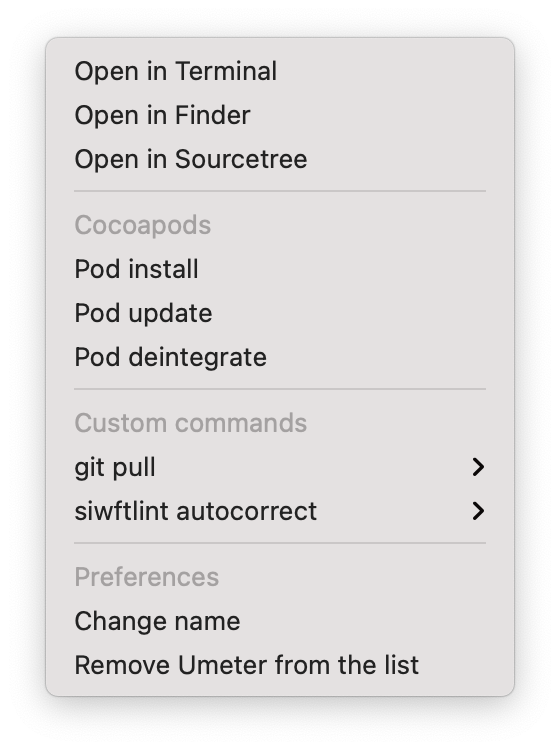 Open in Terminal
Open in Finder
Open in Sourcetree
Cocoapods
Pod install
Pod update
Pod deintegrate
Custom commands
git pull
siwftlint autocorrect
Preferences
Change name
Remove Umeter from the list